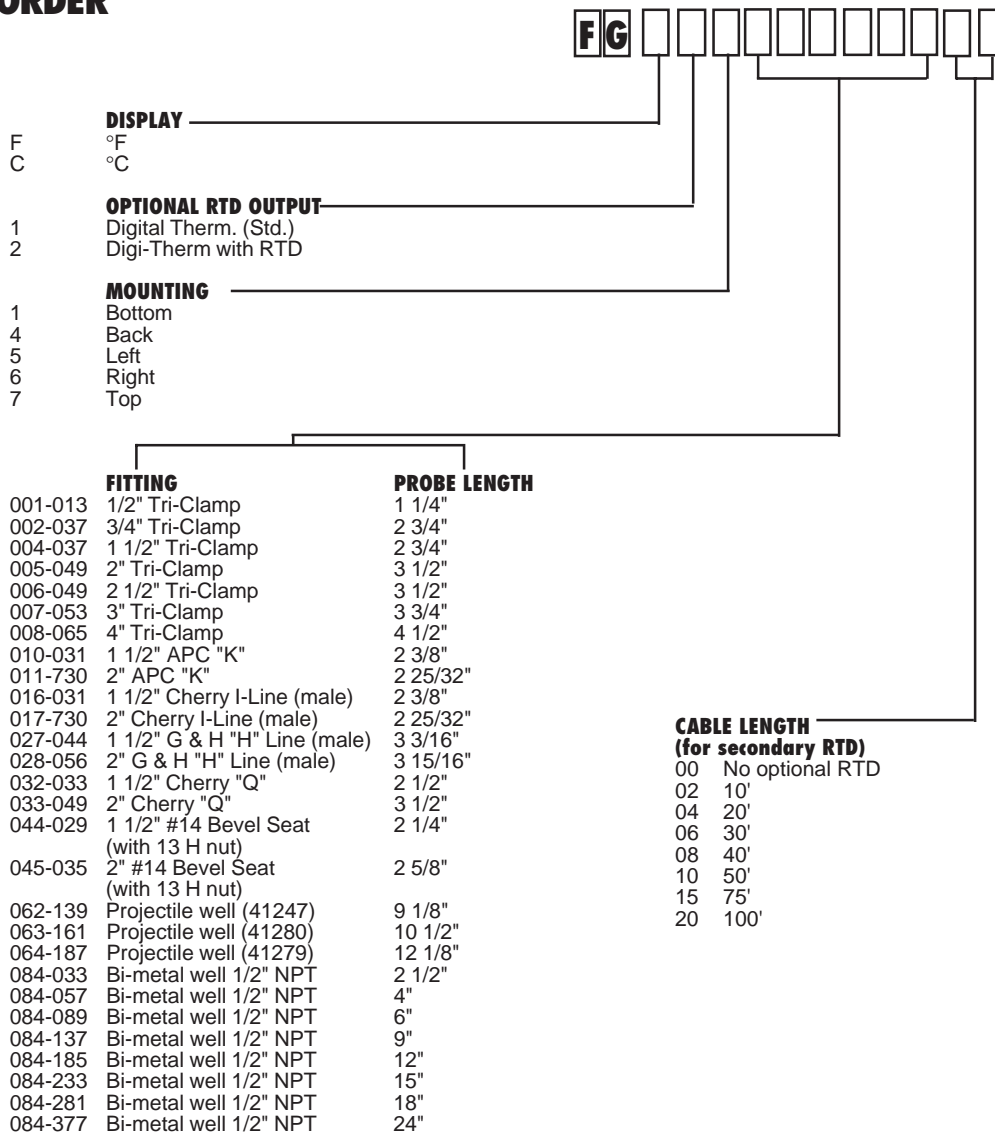 ORDER
F G
DISPLAY
F °F
C °C
OPTIONAL RTD OUTPUT
1 Digital Therm. (Std.)
2 Digi-Therm with RTD
MOUNTING
1 Bottom
4 Back
5 Left
6 Right
7 Top
FITTING PROBE LENGTH
001-013 1/2" Tri-Clamp 1 1/4"
002-037 3/4" Tri-Clamp 2 3/4"
004-037 1 1/2" Tri-Clamp 2 3/4"
005-049 2" Tri-Clamp 3 1/2"
006-049 2 1/2" Tri-Clamp 3 1/2"
007-053 3" Tri-Clamp 3 3/4"
008-065 4" Tri-Clamp 4 1/2"
010-031 1 1/2" APC "K" 2 3/8"
011-730 2" APC "K" 2 25/32"
016-031 1 1/2" Cherry I-Line (male) 2 3/8"
017-730 2" Cherry I-Line (male) 2 25/32"
027-044 1 1/2" G & H "H" Line (male) 3 3/16"
028-056 2" G & H "H" Line (male) 3 15/16"
032-033 1 1/2" Cherry "Q" 2 1/2"
033-049 2" Cherry "Q" 3 1/2"
044-029 1 1/2" #14 Bevel Seat 2 1/4"
(with 13 H nut)
045-035 2" #14 Bevel Seat 2 5/8"
(with 13 H nut)
062-139 Projectile well (41247) 9 1/8"
063-161 Projectile well (41280) 10 1/2"
064-187 Projectile well (41279) 12 1/8"
084-033 Bi-metal well 1/2" NPT 2 1/2"
084-057 Bi-metal well 1/2" NPT 4"
084-089 Bi-metal well 1/2" NPT 6"
084-137 Bi-metal well 1/2" NPT 9"
084-185 Bi-metal well 1/2" NPT 12"
084-233 Bi-metal well 1/2" NPT 15"
084-281 Bi-metal well 1/2" NPT 18"
084-377 Bi-metal well 1/2" NPT 24"
CABLE LENGTH
(for secondary RTD)
00 No optional RTD
02 10'
04 20'
06 30'
08 40'
10 50'
15 75'
20 100'